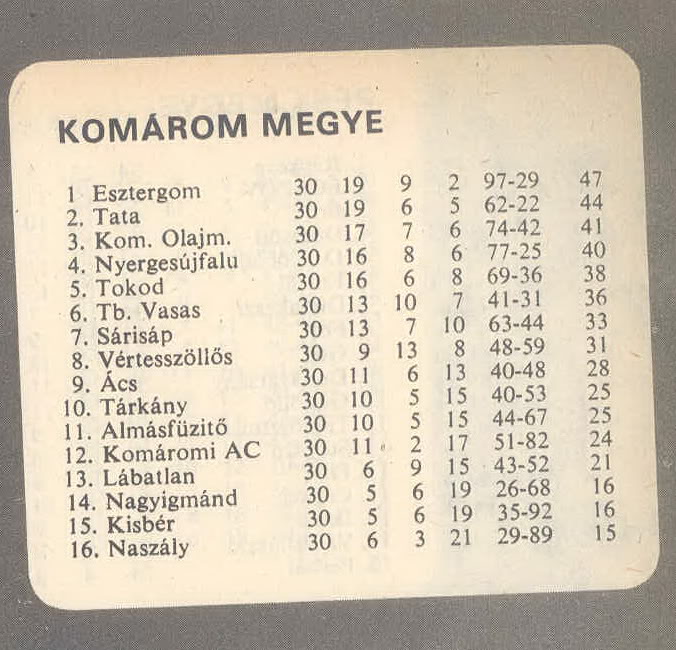 KOMÁROM MEGYE
1 Esztergom 30 19 9 2 97-29 47
2. Tata 30 19 6 5 62-22 44
3. Kom. Olajm. 30 17 7 6 74-42 41
4. Nyergesújfalu 30 16 8 6 77-25 40
5. Tokod 30 16 6 8 69-36 38
6. Tb. Vasas 30 13 10 7 41-31 36
7. Sárisáp 30 13 7 10 63-44 33
8. Vértesszöllős 30 9 13 8 48-59 31
9. Ács 30 11 6 13 40-48 28
10. Tárkány 30 10 5 15 40-53 25
11. Almásfüzitő 30 10 5 15 44-67 25
12. Komáromi AC 30 11 2 17 51-82 24
13. Lábatlan 30 6 9 15 43-52 21
14. Nagyigmánd 30 5 6 19 26-68 16
15. Kisbér 30 5 6 19 35-92 16
16. Naszály 30 6 3 21 29-89 15